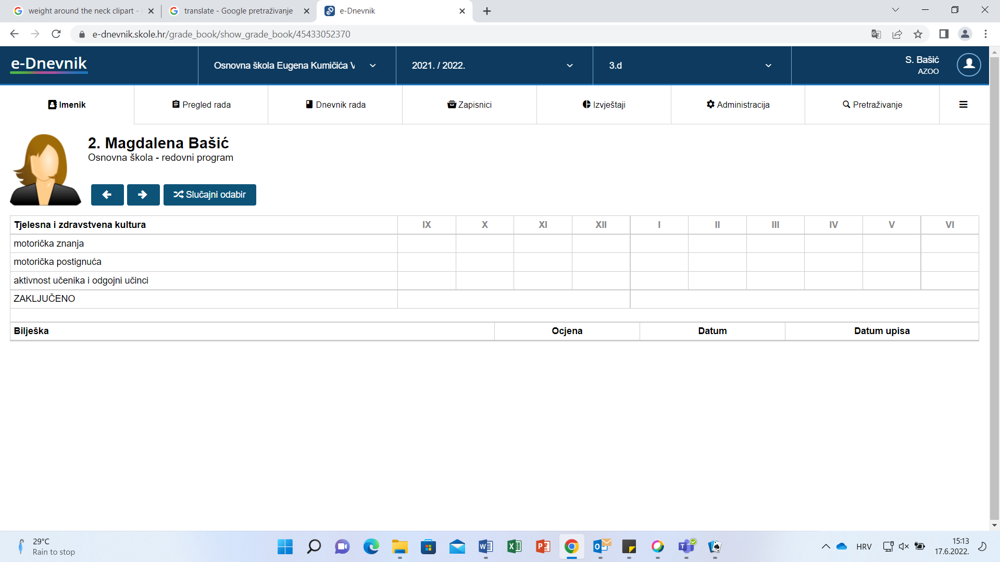 weight around the neck clipart -
translate - Google pretraživanje
e-Dnevnik
e-dnevnik.skole.hr/grade_book/show_grade_book/45433052370
e-Dnevnik
Osnovna škola Eugena Kumičića V
2021. / 2022.
3.d
S. Bašić
AZOO
Imenik
Pregled rada
Dnevnik rada
Zapisnici
Izvještaji
Administracija
Pretraživanje
2. Magdalena Bašić
Osnovna škola - redovni program
Slučajni odabir
Tjelesna i zdravstvena kultura IX X XI XII I II III IV V VI
motorička znanja
motorička postignuća
aktivnost učenika i odgojni učinci
ZAKLJUČENO
Bilješka Ocjena Datum Datum upisa
29°C
Rain to stop
HRV
15:13
17.6.2022.